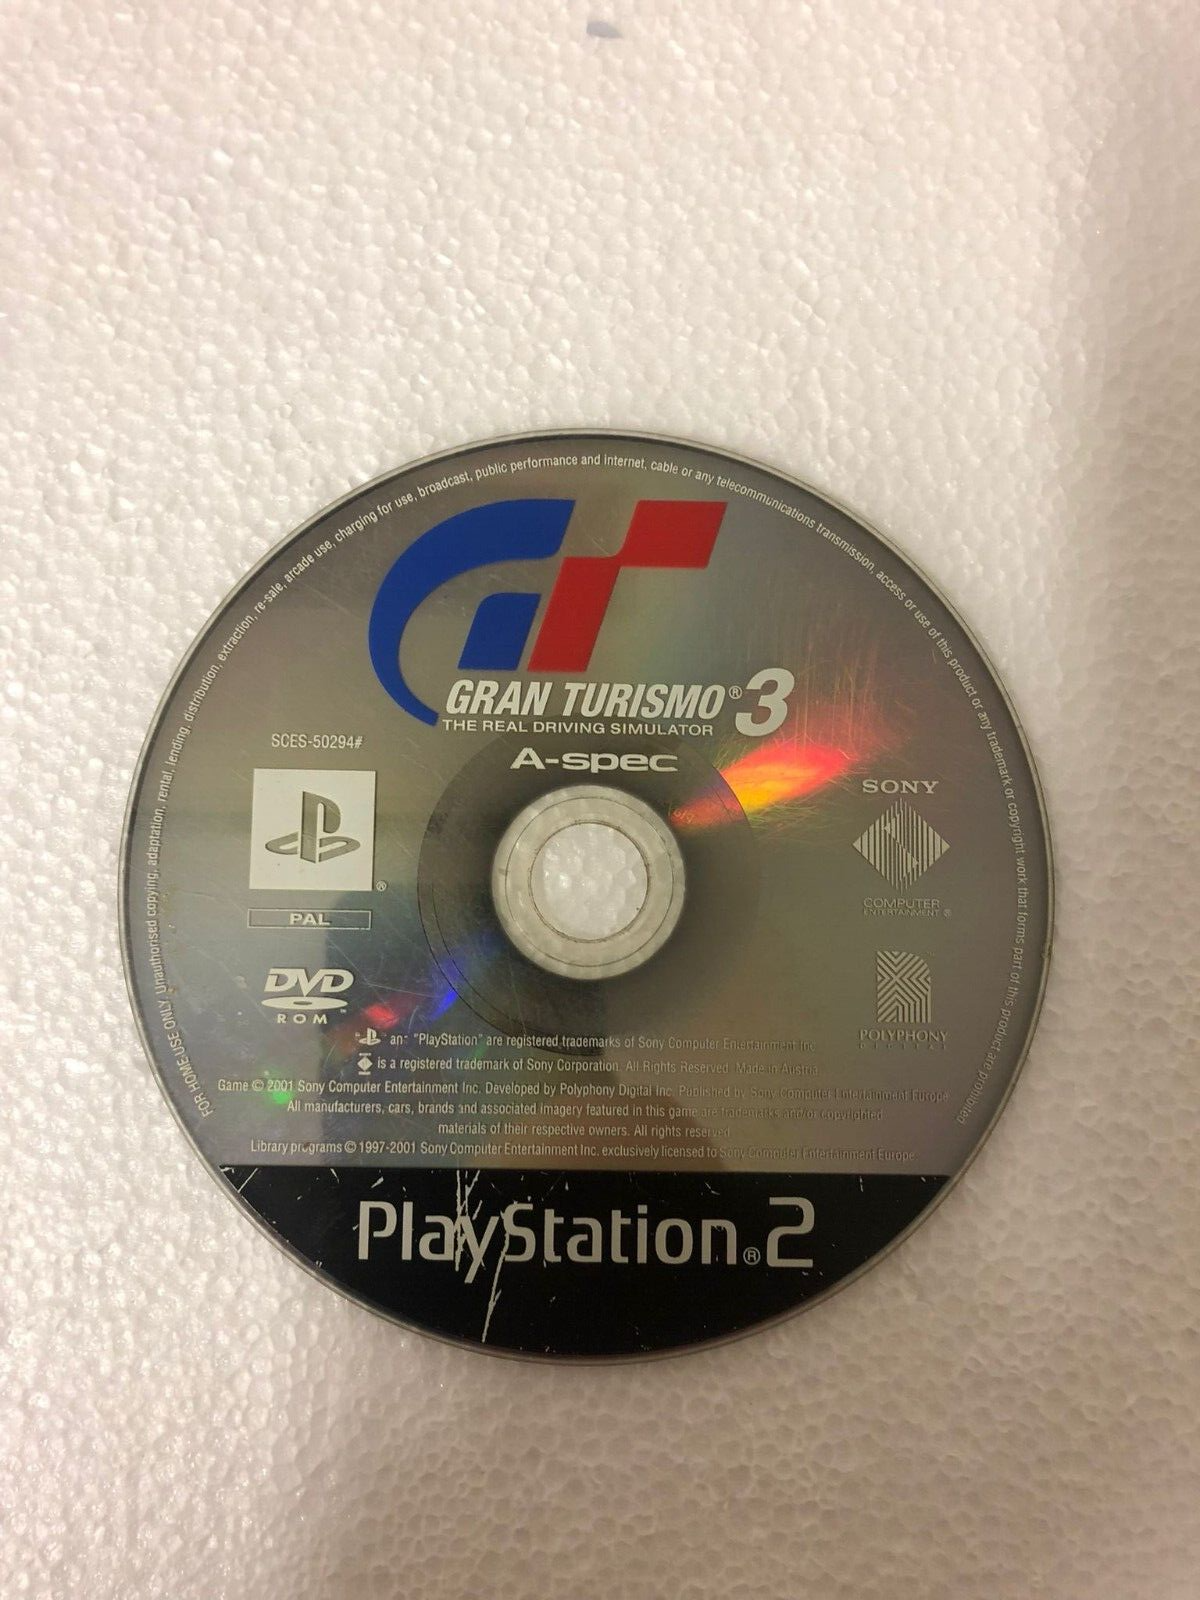 FOR HOME USE ONLY. Unauthorised copying, adaptation, rental, lending, distribution, extraction, re-sale, arcade use, charging for use, broadcast, public performance and internet, cable or any telecommunications transmission, access or use of this product or any trademark or copyright work that forms part of this product are prohibited
GRAN TURISMO® 3
THE REAL DRIVING SIMULATOR
A-spec
SCES-50294#
®
PAL
DVD
ROM ™
SONY
COMPUTER
ENTERTAINMENT ®
POLYPHONY
DIGITAL
" an "PlayStation" are registered trademarks of Sony Computer Entertainment Inc.
is a registered trademark of Sony Corporation. All Rights Reserved. Made in Austria.
Game © 2001 Sony Computer Entertainment Inc. Developed by Polyphony Digital Inc. Published by Sony Computer Entertainment Europe.
All manufacturers, cars, brands and associated imagery featured in this game are trademarks and/or copyrighted
materials of their respective owners. All rights reserved.
Library programs © 1997-2001 Sony Computer Entertainment Inc. exclusively licensed to Sony Computer Entertainment Europe.
PlayStation®2